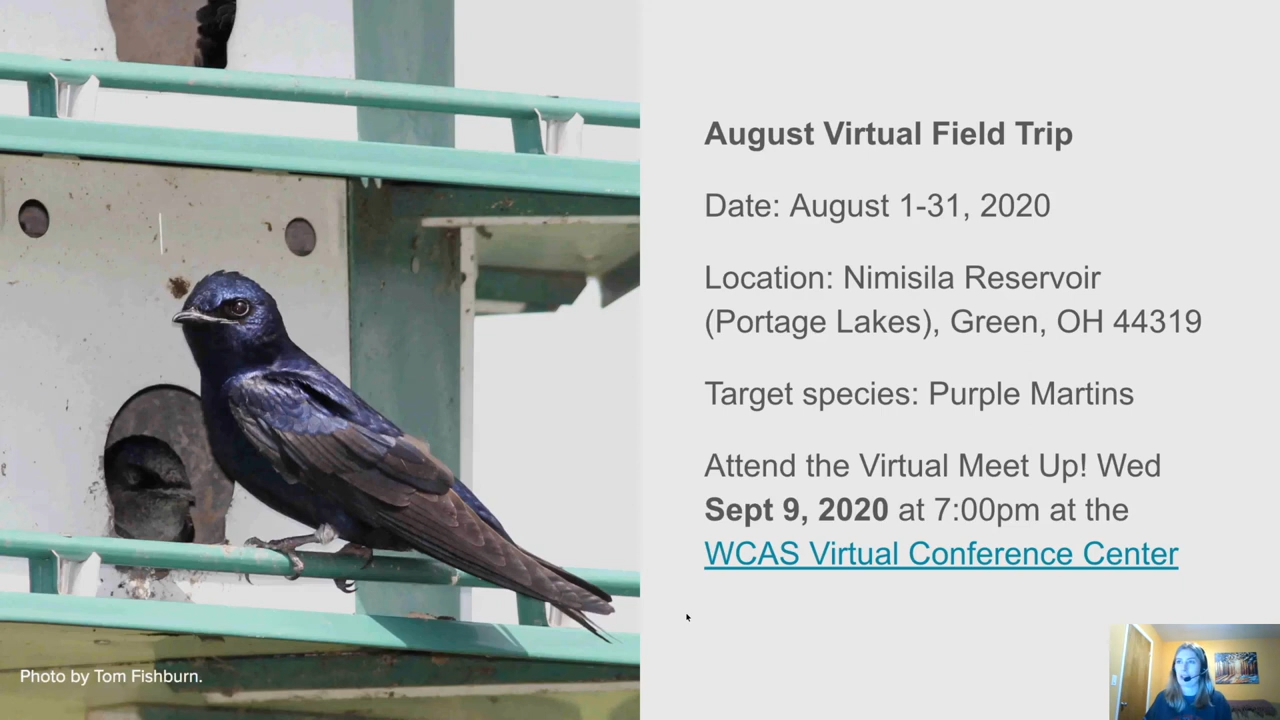 August Virtual Field Trip
Date: August 1-31, 2020
Location: Nimisila Reservoir
(Portage Lakes), Green, OH 44319
Target species: Purple Martins
Attend the Virtual Meet Up! Wed
Sept 9, 2020 at 7:00pm at the
WCAS Virtual Conference Center
Photo by Tom Fishburn.